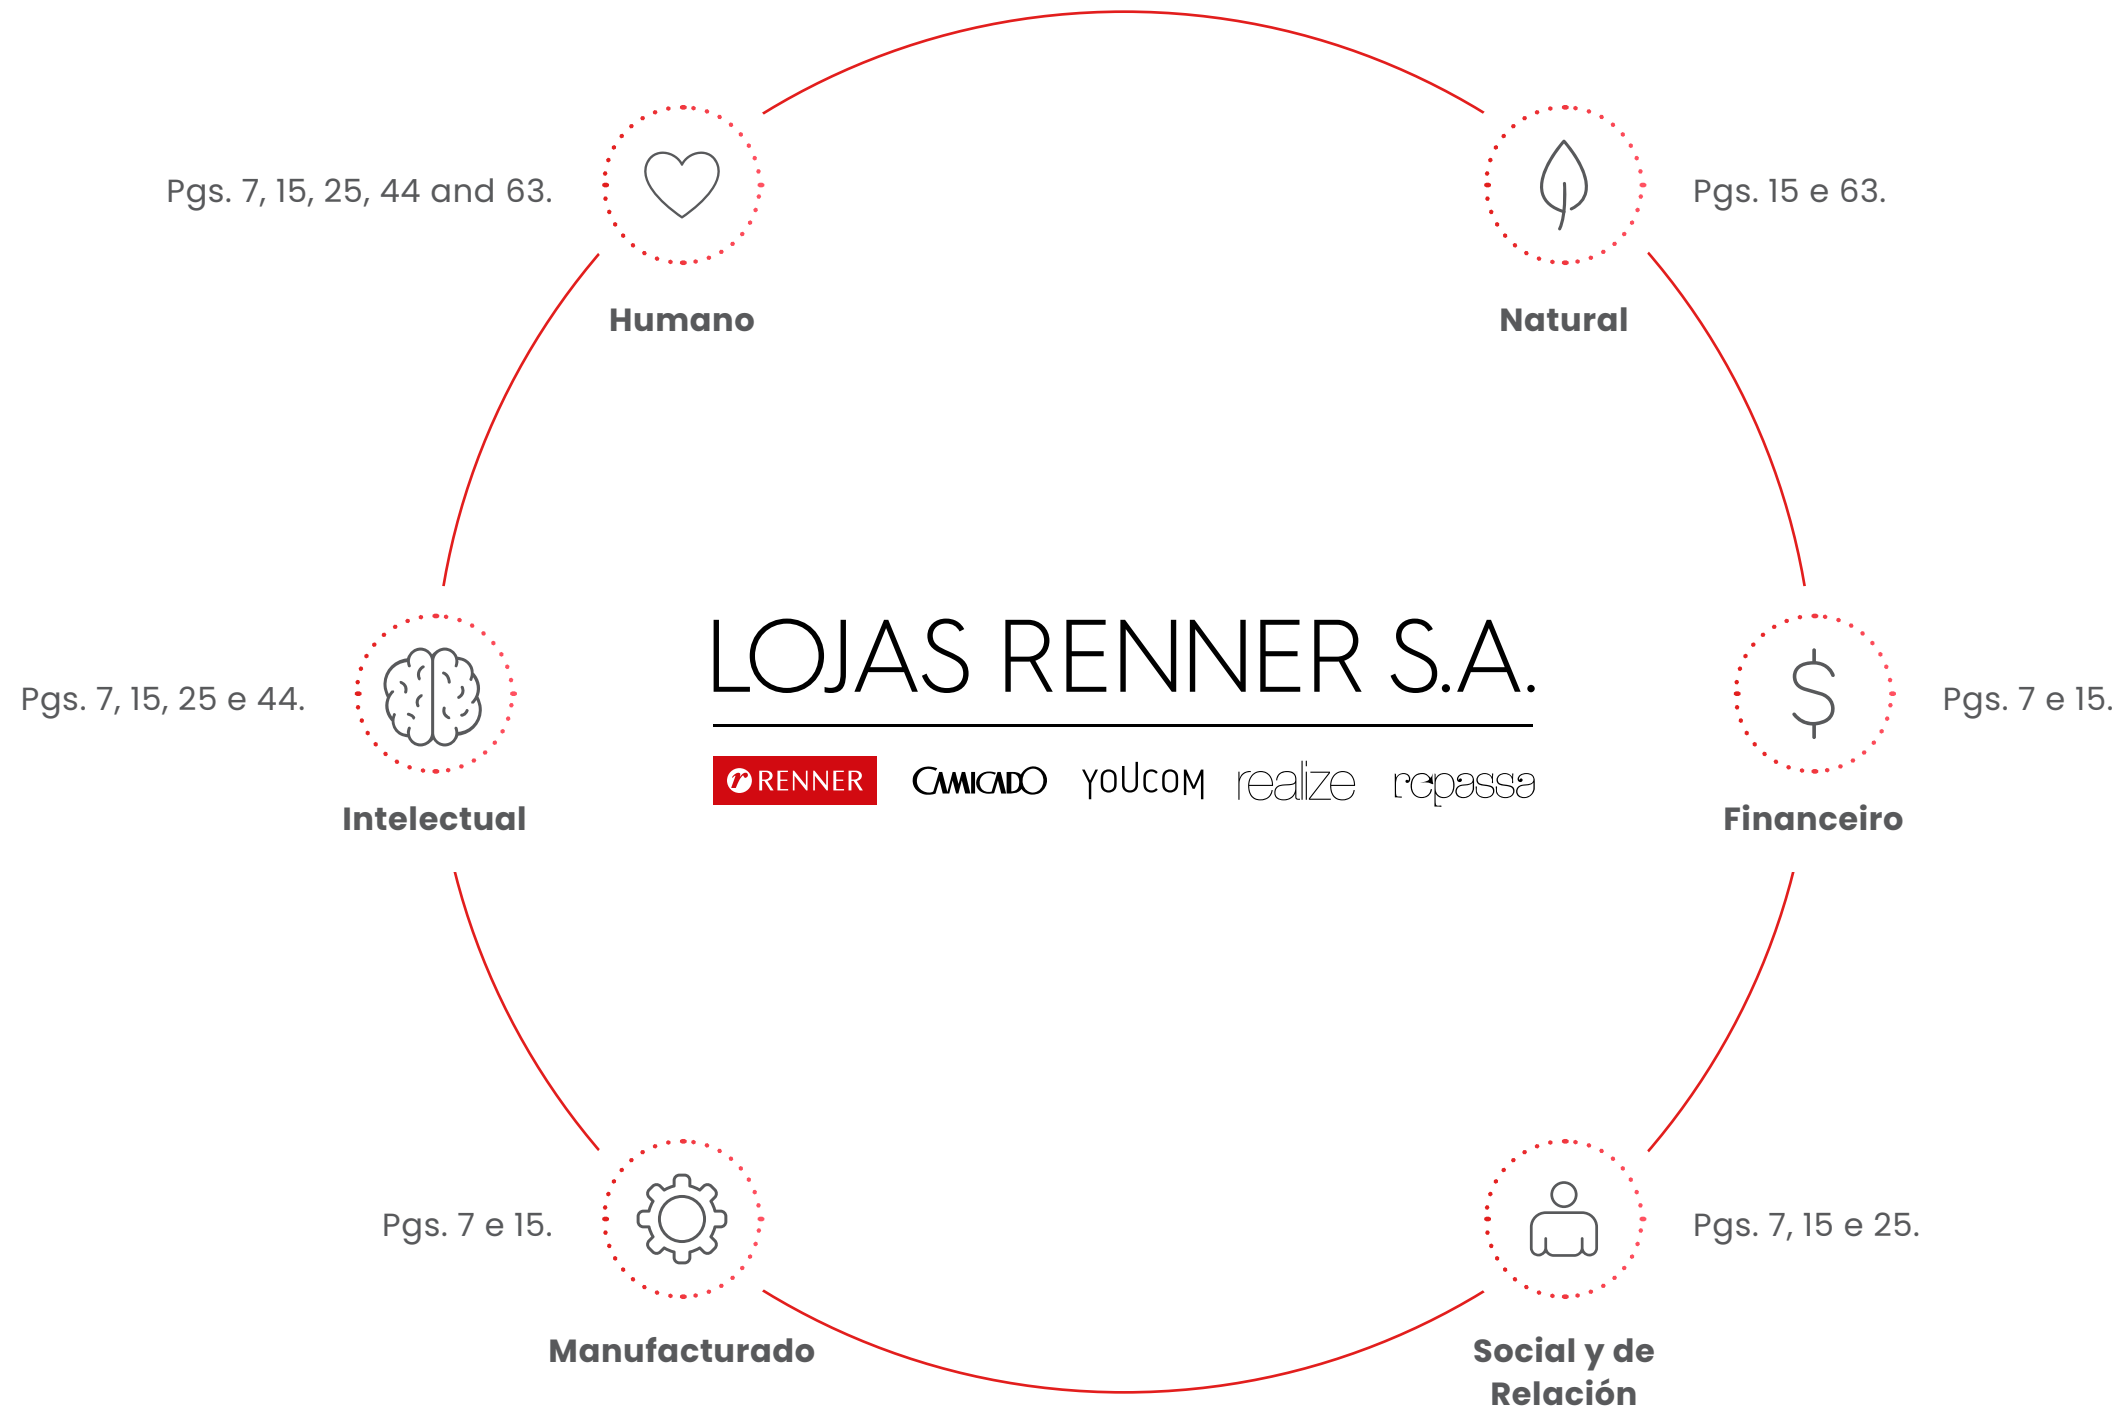 Pgs. 7, 15, 25, 44 and 63.
Humano
Pgs. 15 e 63.
Natural
Pgs. 7, 15, 25 e 44.
Intelectual
LOJAS RENNER S.A.
r RENNER CAMICADO YOUCOM realize repassa
Pgs. 7 e 15.
Financeiro
Pgs. 7 e 15.
Manufacturado
Pgs. 7, 15 e 25.
Social y de
Relación